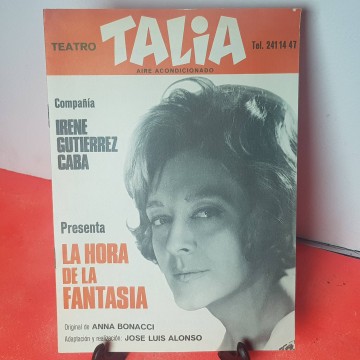 TEATRO TALIA Tel. 241 14 47
AIRE ACONDICIONADO
Compañia
IRENE
GUTIERREZ
CABA
Presenta
LA HORA
DE LA
FANTASIA
Original de ANNA BONACCI
Adaptación y realización: JOSE LUIS ALONSO